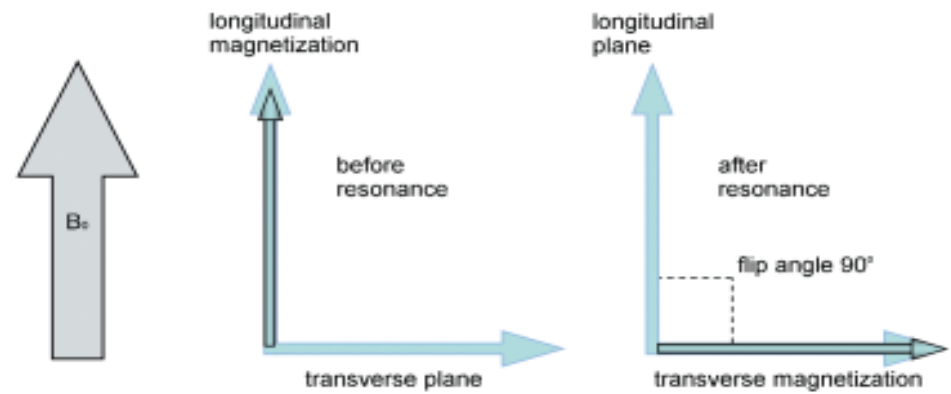 longitudinal
magnetization
longitudinal
plane
before
resonance
after
resonance
B₀
flip angle 90°
transverse plane
transverse magnetization